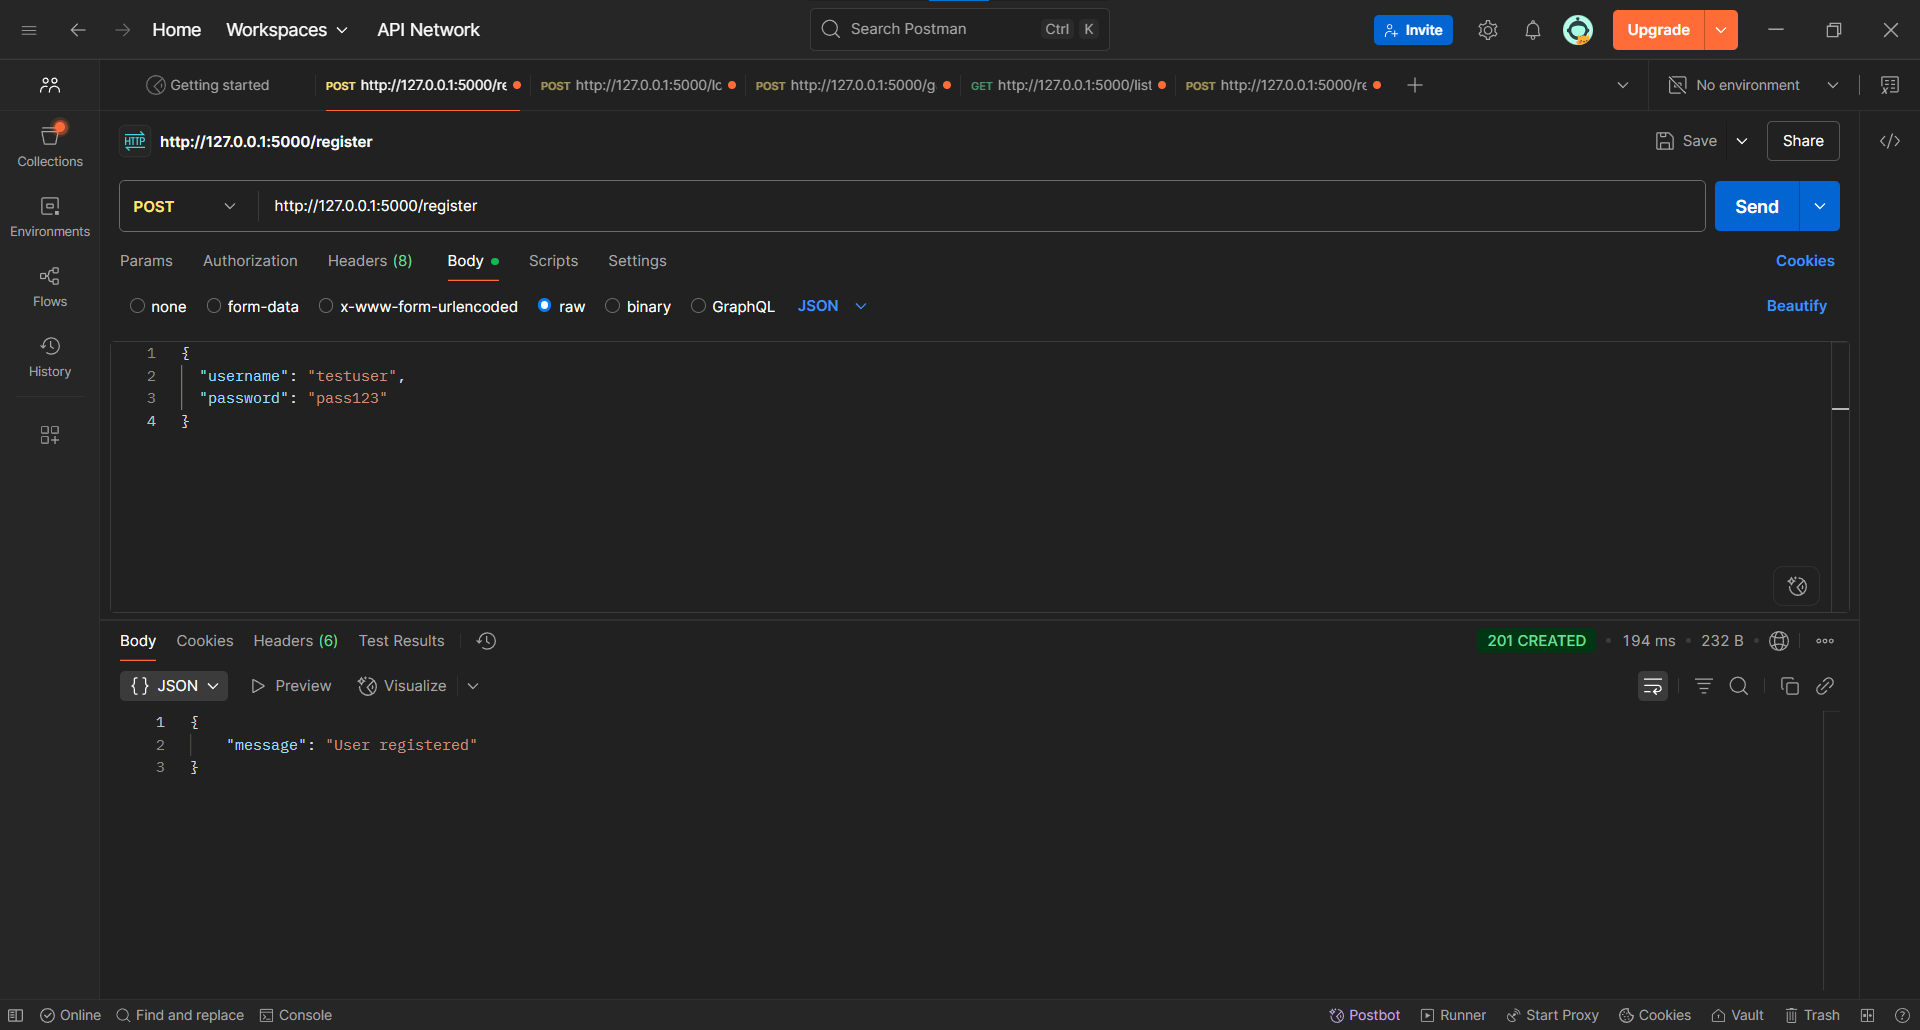 Home Workspaces API Network Search Postman Ctrl K Invite Upgrade
Getting started POST http://127.0.0.1:5000/re POST http://127.0.0.1:5000/lo POST http://127.0.0.1:5000/g GET http://127.0.0.1:5000/list POST http://127.0.0.1:5000/re No environment
HTTP http://127.0.0.1:5000/register Save Share
Collections
Environments
Flows
History
POST http://127.0.0.1:5000/register Send
Params Authorization Headers (8) Body Scripts Settings Cookies
none form-data x-www-form-urlencoded raw binary GraphQL JSON Beautify
1 {
2 "username": "testuser",
3 "password": "pass123"
4 }
Body Cookies Headers (6) Test Results 201 CREATED 194 ms 232 B
{} JSON Preview Visualize
1 {
2 "message": "User registered"
3 }
Online Find and replace Console Postbot Runner Start Proxy Cookies Vault Trash